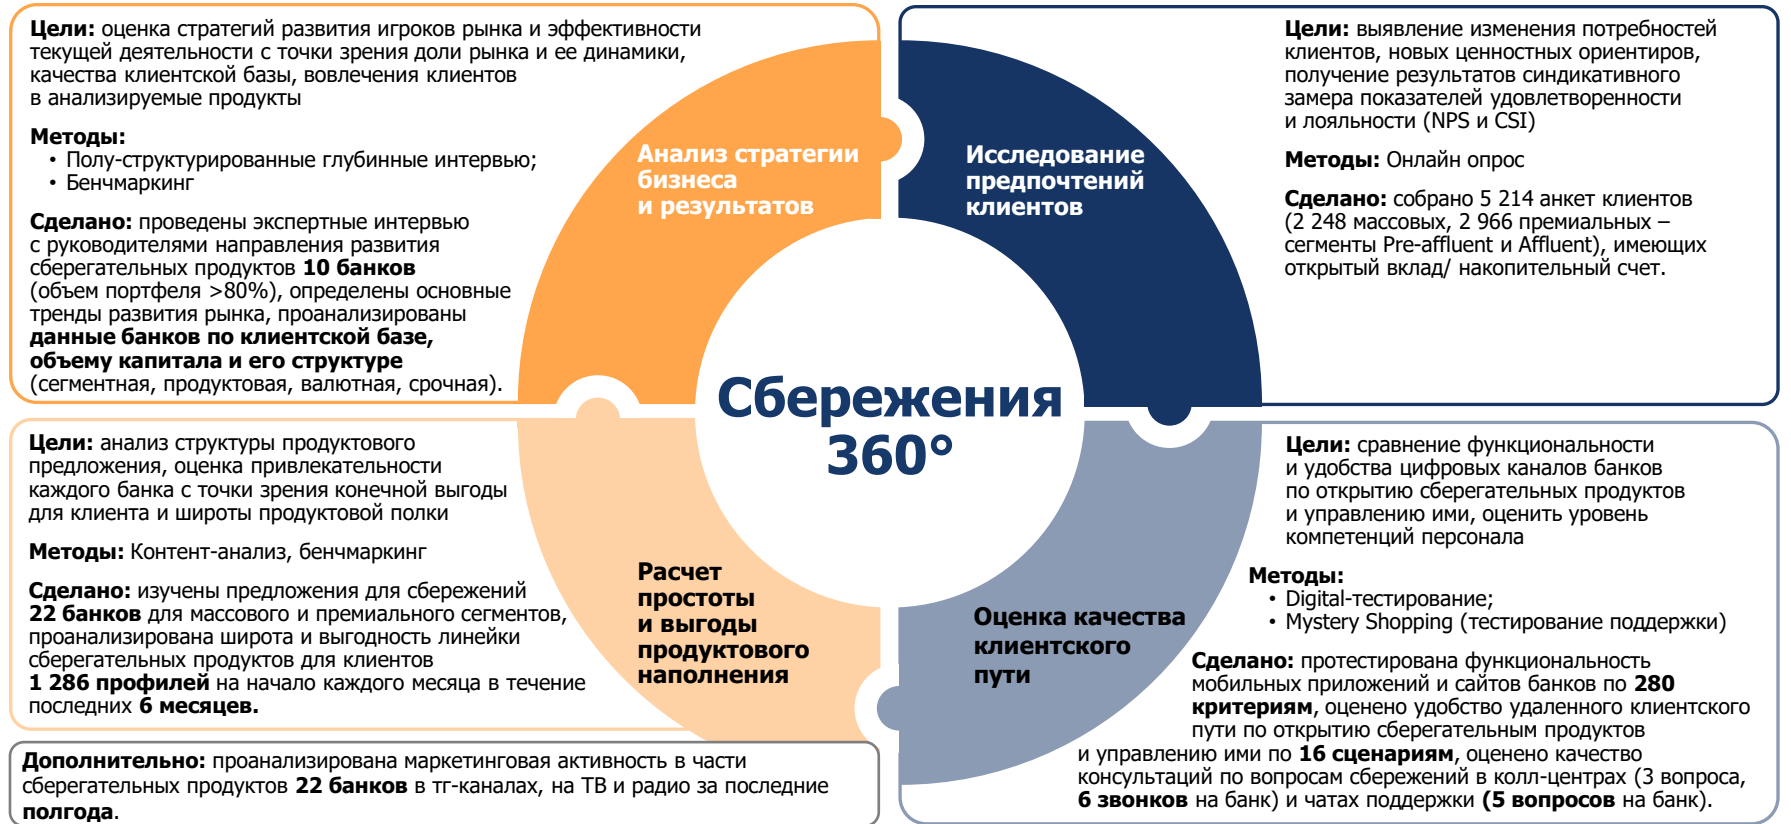 Цели: оценка стратегий развития игроков рынка и эффективности
текущей деятельности с точки зрения доли рынка и ее динамики,
качества клиентской базы, вовлечения клиентов
в анализируемые продукты
Методы:
• Полу-структурированные глубинные интервью;
• Бенчмаркинг
Сделано: проведены экспертные интервью
с руководителями направления развития
сберегательных продуктов 10 банков
(объем портфеля >80%), определены основные
тренды развития рынка, проанализированы
данные банков по клиентской базе,
объему капитала и его структуре
(сегментная, продуктовая, валютная, срочная).
Анализ стратегии
бизнеса
и результатов
Исследование
предпочтений
клиентов
Цели: выявление изменения потребностей
клиентов, новых ценностных ориентиров,
получение результатов синдикативного
замера показателей удовлетворенности
и лояльности (NPS и CSI)
Методы: Онлайн опрос
Сделано: собрано 5 214 анкет клиентов
(2 248 массовых, 2 966 премиальных –
сегменты Pre-affluent и Affluent), имеющих
открытый вклад/ накопительный счет.
Сбережения
360°
Цели: анализ структуры продуктового
предложения, оценка привлекательности
каждого банка с точки зрения конечной выгоды
для клиента и широты продуктовой полки
Методы: Контент-анализ, бенчмаркинг
Сделано: изучены предложения для сбережений
22 банков для массового и премиального сегментов,
проанализирована широта и выгодность линейки
сберегательных продуктов для клиентов
1 286 профилей на начало каждого месяца в течение
последних 6 месяцев.
Расчет
простоты
и выгоды
продуктового
наполнения
Оценка качества
клиентского
пути
Цели: сравнение функциональности
и удобства цифровых каналов банков
по открытию сберегательных продуктов
и управлению ими, оценить уровень
компетенций персонала
Методы:
• Digital-тестирование;
• Mystery Shopping (тестирование поддержки)
Сделано: протестирована функциональность
мобильных приложений и сайтов банков по 280
критериям, оценено удобство удаленного клиентского
пути по открытию сберегательным продуктов
и управлению ими по 16 сценариям, оценено качество
консультаций по вопросам сбережений в колл-центрах (3 вопроса,
6 звонков на банк) и чатах поддержки (5 вопросов на банк).
Дополнительно: проанализирована маркетинговая активность в части
сберегательных продуктов 22 банков в тг-каналах, на ТВ и радио за последние
полгода.